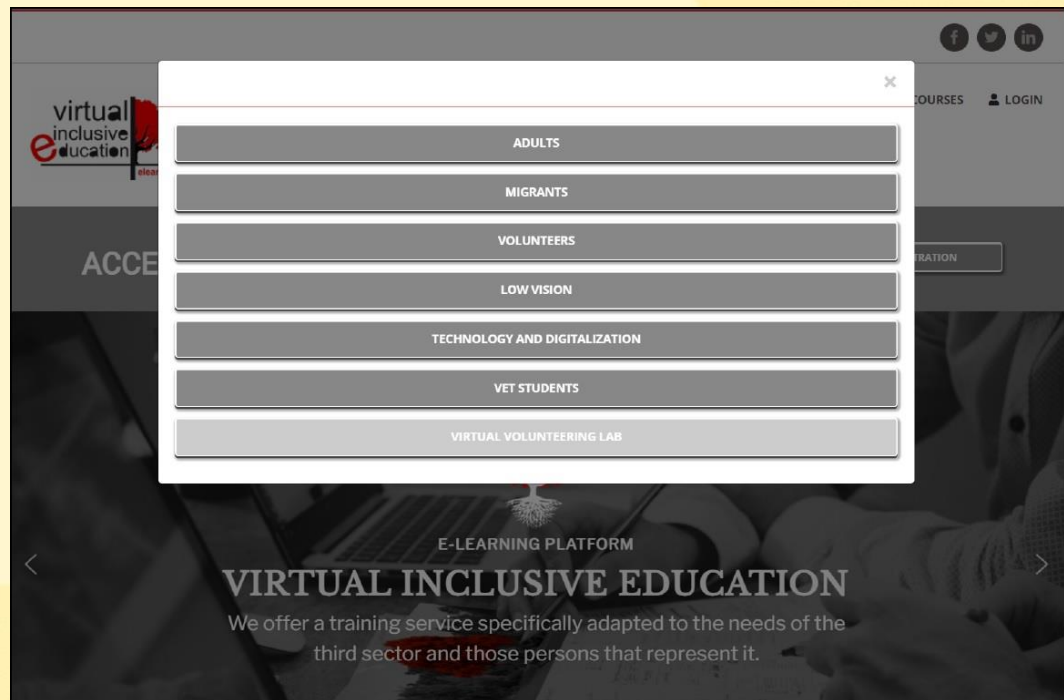 COURSES
LOGIN
virtual
inclusive
education
ADULTS
MIGRANTS
VOLUNTEERS
LOW VISION
TECHNOLOGY AND DIGITALIZATION
VET STUDENTS
VIRTUAL VOLUNTEERING LAB
E-LEARNING PLATFORM
VIRTUAL INCLUSIVE EDUCATION
We offer a training service specifically adapted to the needs of the
third sector and those persons that represent it.